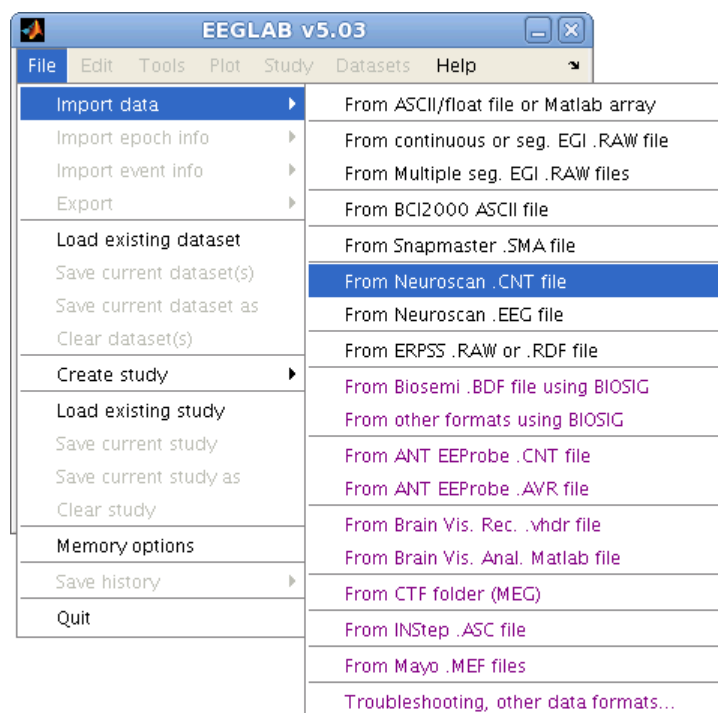 EEGLAB v5.03
File Edit Tools Plot Study Datasets Help
Import data
Import epoch info
Import event info
Export
Load existing dataset
Save current dataset(s)
Save current dataset as
Clear dataset(s)
Create study
Load existing study
Save current study
Save current study as
Clear study
Memory options
Save history
Quit
From ASCII/float file or Matlab array
From continuous or seg. EGI .RAW file
From Multiple seg. EGI .RAW files
From BCI2000 ASCII file
From Snapmaster .SMA file
From Neuroscan .CNT file
From Neuroscan .EEG file
From ERPSS .RAW or .RDF file
From Biosemi .BDF file using BIOSIG
From other formats using BIOSIG
From ANT EEProbe .CNT file
From ANT EEProbe .AVR file
From Brain Vis. Rec. .vhdr file
From Brain Vis. Anal. Matlab file
From CTF folder (MEG)
From INStep .ASC file
From Mayo .MEF files
Troubleshooting, other data formats...